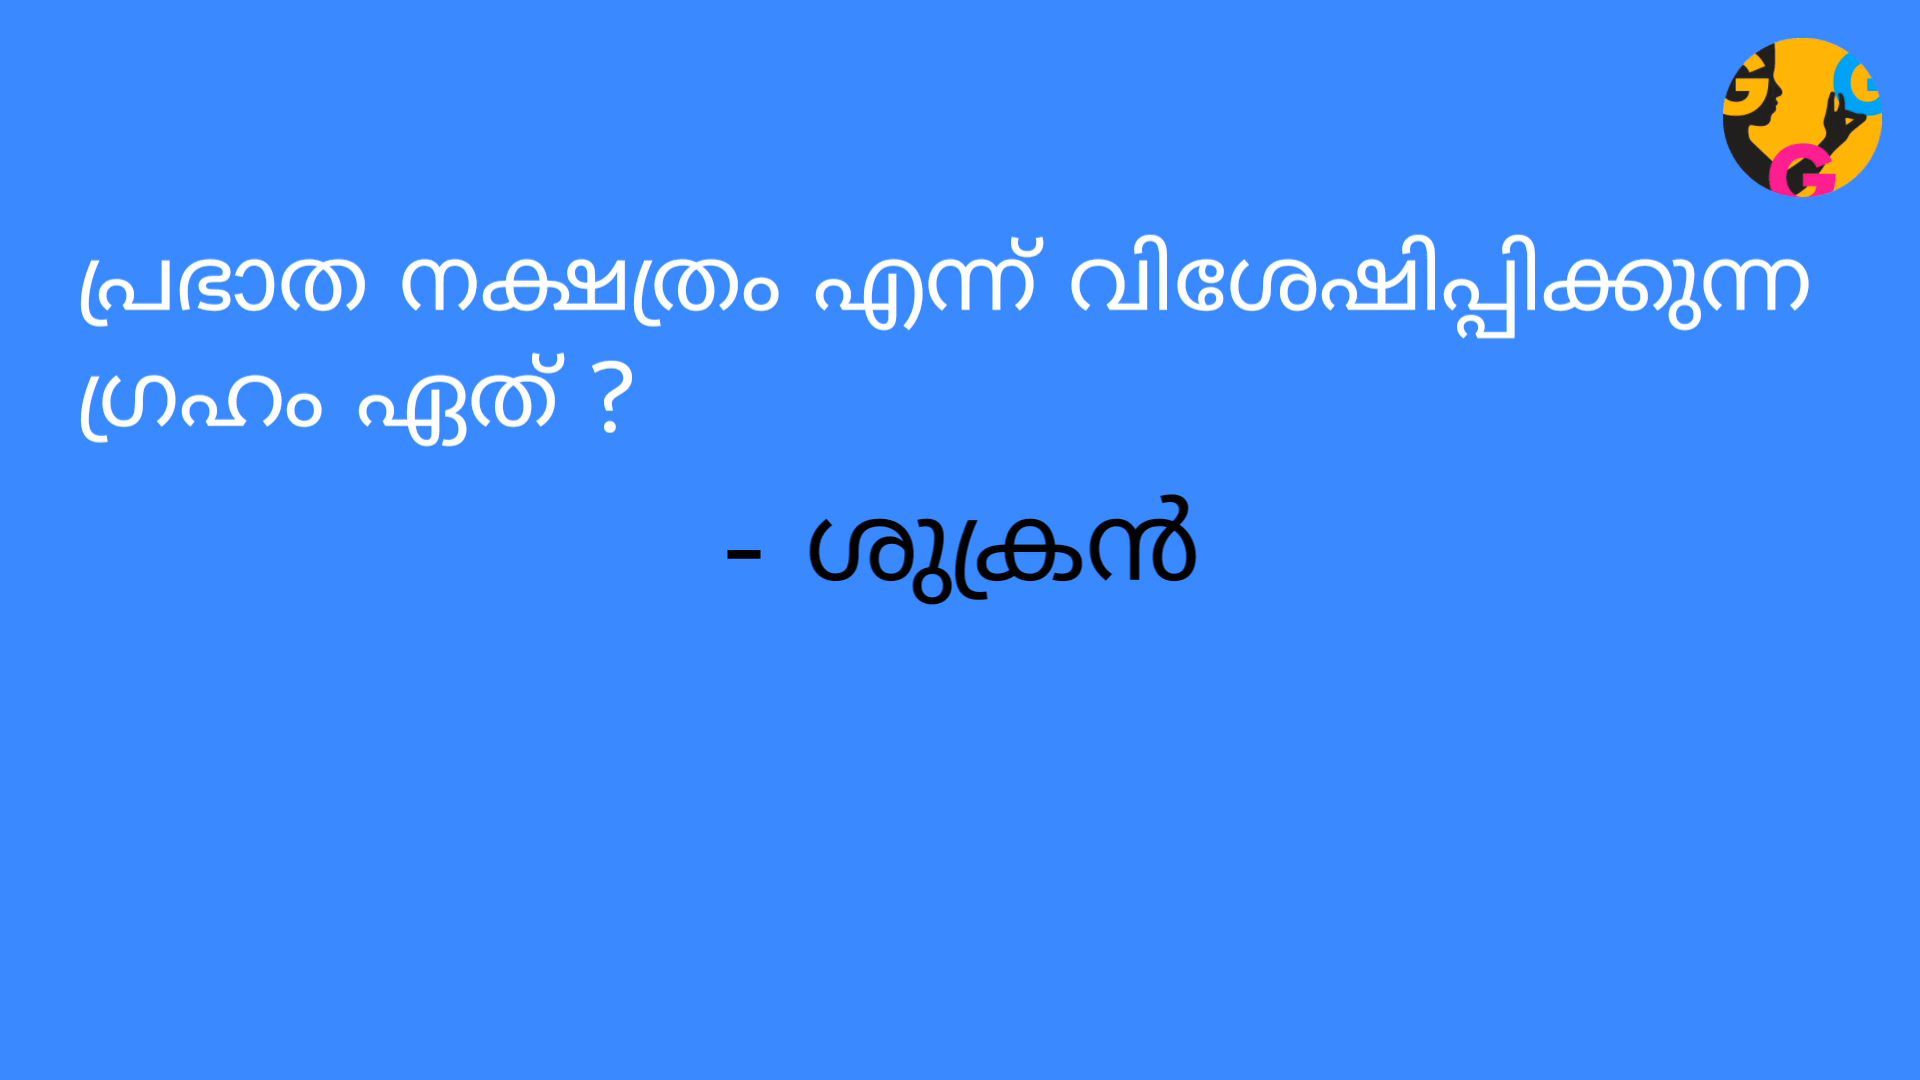 പ്രഭാത നക്ഷത്രം എന്ന് വിശേഷിപ്പിക്കുന്ന
ഗ്രഹം ഏത് ?
- ശുക്രൻ
G G
G